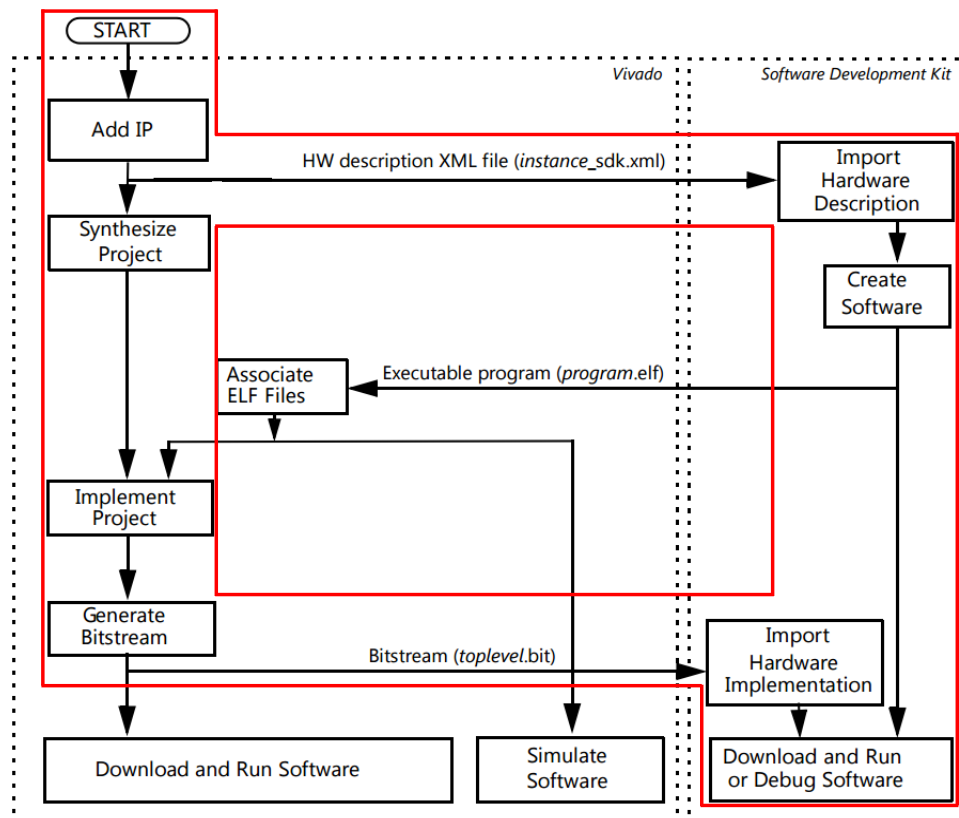 START
Vivado
Software Development Kit
Add IP
HW description XML file (instance_sdk.xml)
Import
Hardware
Description
Synthesize
Project
Create
Software
Associate
ELF Files
Executable program (program.elf)
Implement
Project
Generate
Bitstream
Bitstream (toplevel.bit)
Import
Hardware
Implementation
Download and Run Software
Simulate
Software
Download and Run
or Debug Software